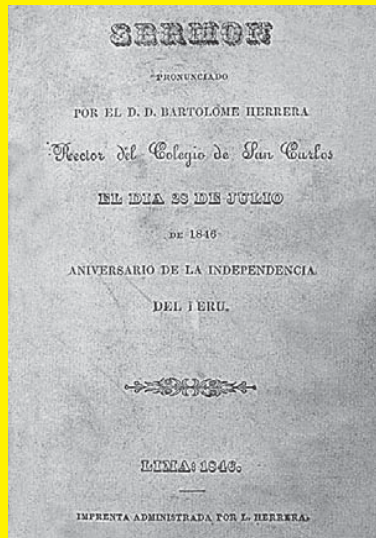 SERMON
PRONUNCIADO
POR EL D. D. BARTOLOMÉ HERRERA
Rector del Colegio de San Carlos
EL DIA 28 DE JULIO
DE 1846
ANIVERSARIO DE LA INDEPENDENCIA
DEL PERU.
LIMA: 1846.
IMPRENTA ADMINISTRADA POR L. HERRERA.